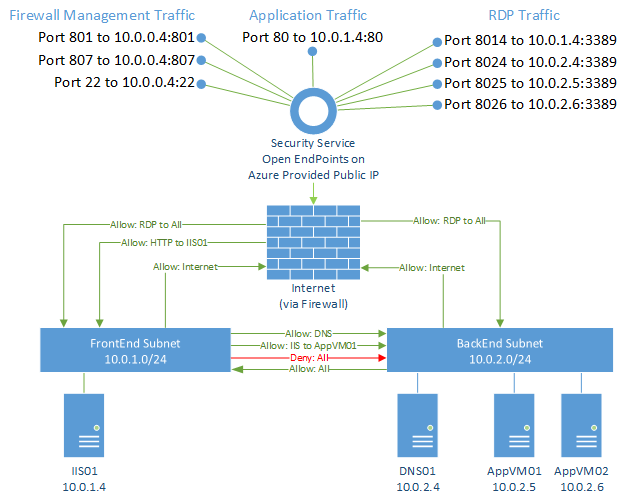 Firewall Management Traffic
Port 801 to 10.0.0.4:801
Port 807 to 10.0.0.4:807
Port 22 to 10.0.0.4:22
Application Traffic
Port 80 to 10.0.1.4:80
RDP Traffic
Port 8014 to 10.0.1.4:3389
Port 8024 to 10.0.2.4:3389
Port 8025 to 10.0.2.5:3389
Port 8026 to 10.0.2.6:3389
Security Service
Open EndPoints on
Azure Provided Public IP
Allow: RDP to All
Allow: HTTP to IIS01
Allow: Internet
Allow: RDP to All
Allow: Internet
Internet
(via Firewall)
FrontEnd Subnet
10.0.1.0/24
Allow: DNS
Allow: IIS to AppVM01
Deny: All
Allow: All
BackEnd Subnet
10.0.2.0/24
IIS01
10.0.1.4
DNS01
10.0.2.4
AppVM01
10.0.2.5
AppVM02
10.0.2.6